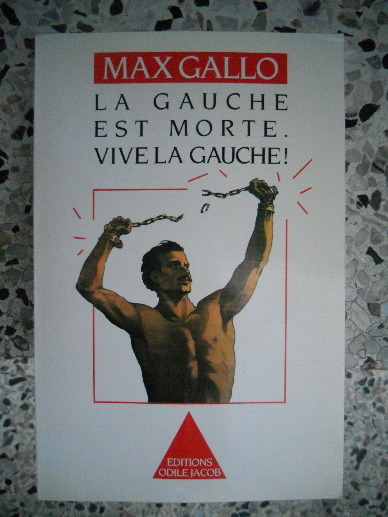 MAX GALLO
LA GAUCHE
EST MORTE.
VIVE LA GAUCHE!
EDITIONS
ODILE JACOB